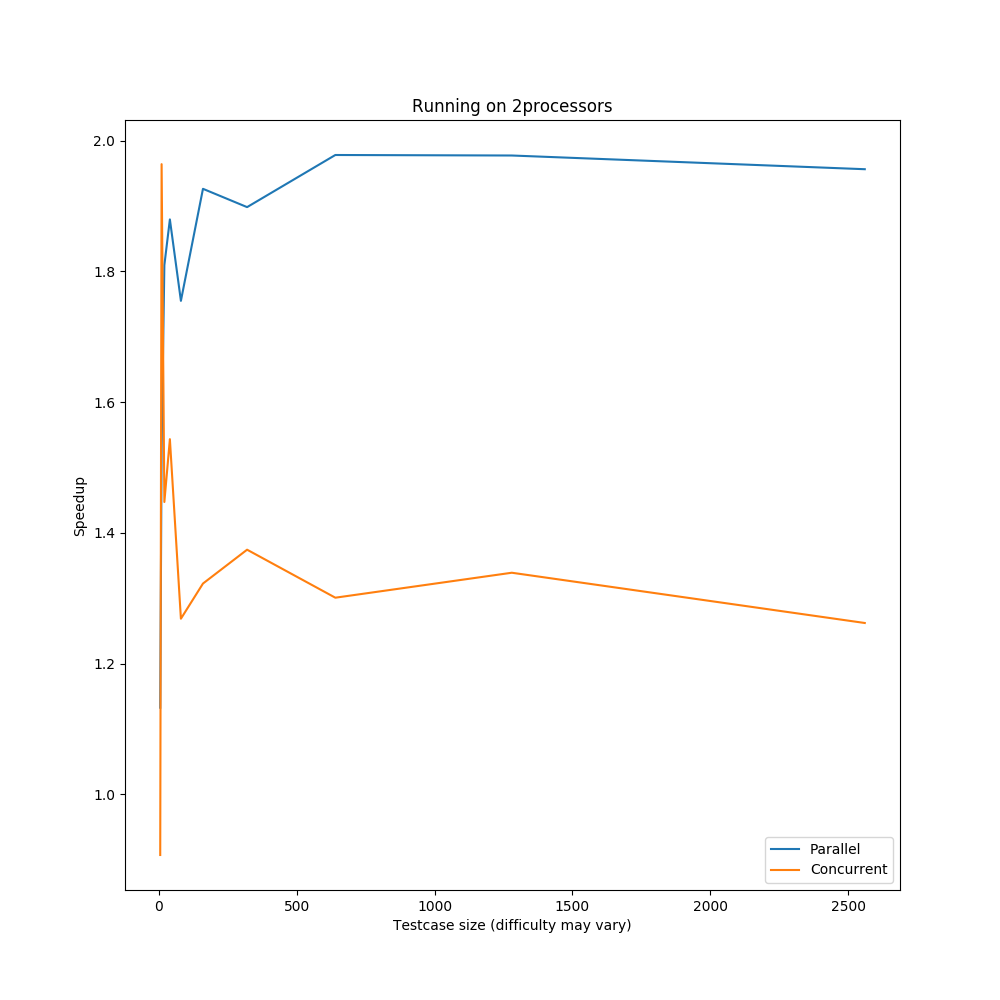 Running on 2processors
Speedup
2.0
1.8
1.6
1.4
1.2
1.0
0
500
1000
1500
2000
2500
Testcase size (difficulty may vary)
Parallel
Concurrent